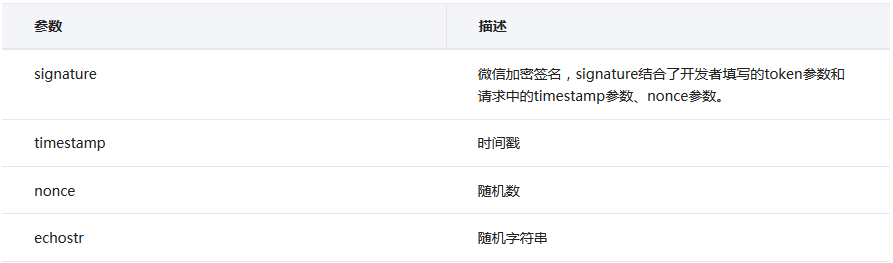 参数 描述
signature 微信加密签名，signature结合了开发者填写的token参数和
请求中的timestamp参数、nonce参数。
timestamp 时间戳
nonce 随机数
echostr 随机字符串